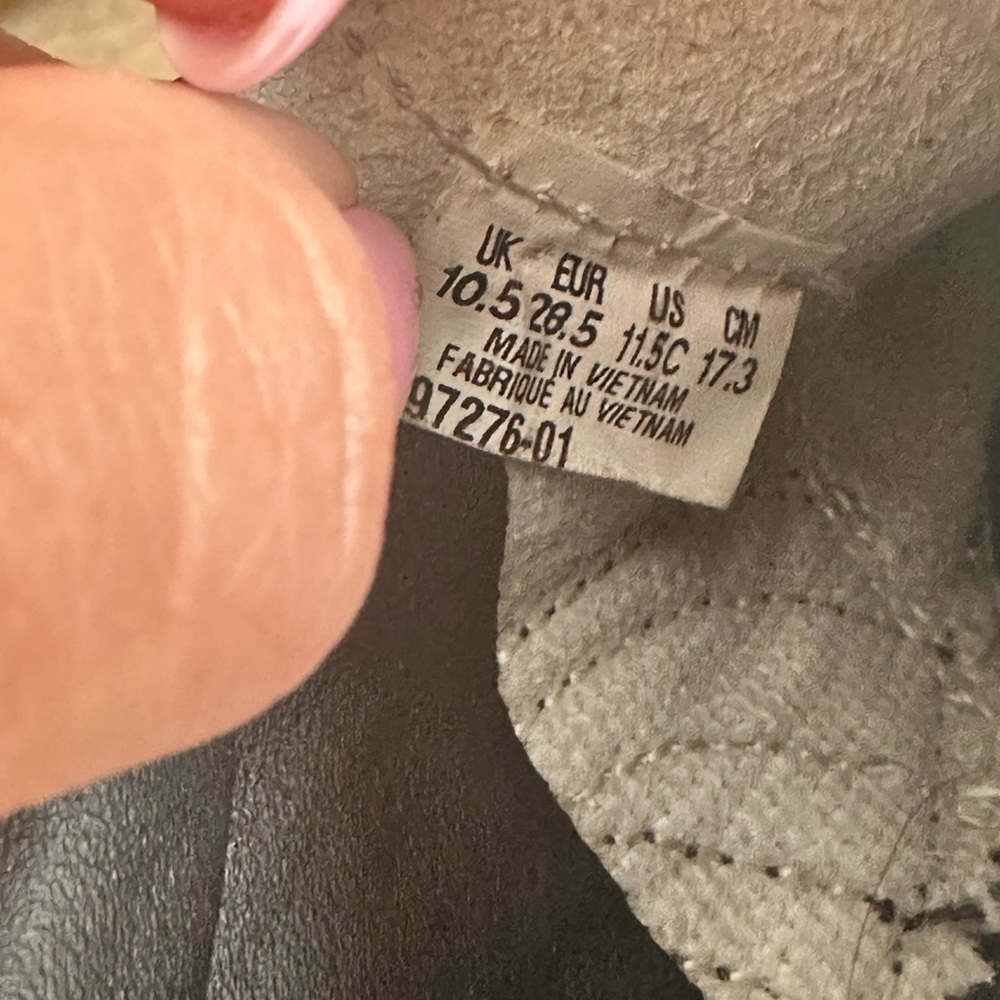 UK EUR US CM
10.5 28.5 11.5C 17.3
MADE IN VIETNAM
FABRIQUÉ AU VIETNAM
97276-01